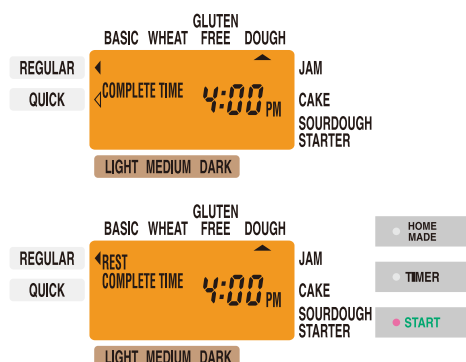 GLUTEN
BASIC WHEAT FREE DOUGH
REGULAR
JAM
COMPLETE TIME 4:00 PM
QUICK
CAKE
SOURDOUGH
STARTER
LIGHT MEDIUM DARK
GLUTEN
BASIC WHEAT FREE DOUGH
HOME
MADE
REGULAR
REST
JAM
COMPLETE TIME 4:00 PM
TIMER
QUICK
CAKE
SOURDOUGH
STARTER
START
LIGHT MEDIUM DARK